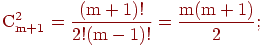 C²ₘ₊₁ = (m+1)! / 2!(m−1)! = m(m+1) / 2;